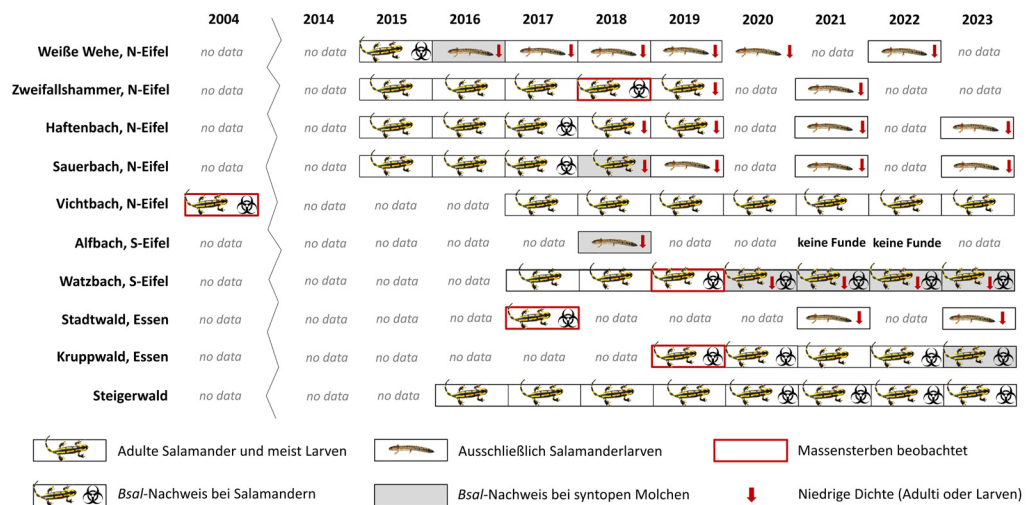 2004 2014 2015 2016 2017 2018 2019 2020 2021 2022 2023
Weiße Wehe, N-Eifel no data no data no data no data
Zweifallshammer, N-Eifel no data no data no data no data no data
Haftenbach, N-Eifel no data no data no data no data
Sauerbach, N-Eifel no data no data no data no data
Vichtbach, N-Eifel no data no data no data
Alfbach, S-Eifel no data no data no data no data no data no data no data keine Funde keine Funde no data
Watzbach, S-Eifel no data no data no data no data
Stadtwald, Essen no data no data no data no data no data no data no data no data
Kruppwald, Essen no data no data no data no data no data no data
Steigerwald no data no data no data
Adulte Salamander und meist Larven Ausschließlich Salamanderlarven Massensterben beobachtet
Bsal-Nachweis bei Salamandern Bsal-Nachweis bei syntopen Molchen Niedrige Dichte (Adulti oder Larven)